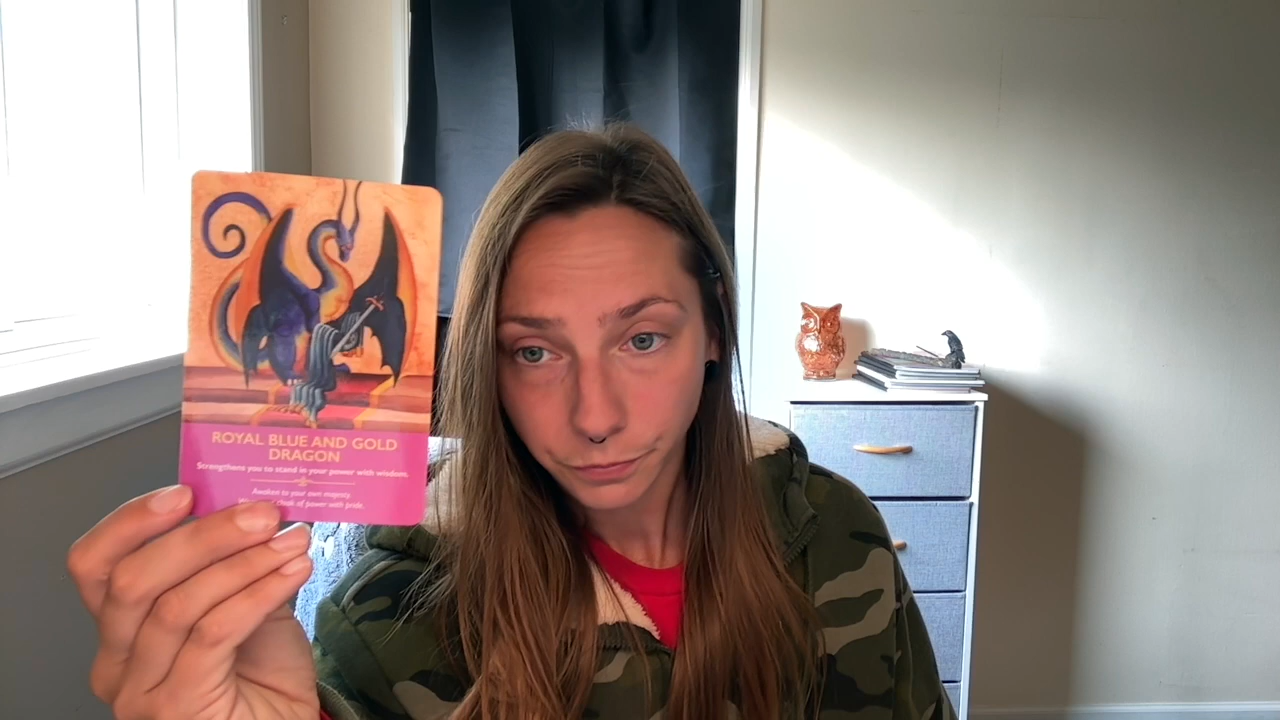 ROYAL BLUE AND GOLD
DRAGON
Strengthens you to stand in your power with wisdom.
Awaken to your own majesty.
cloak of power with pride.